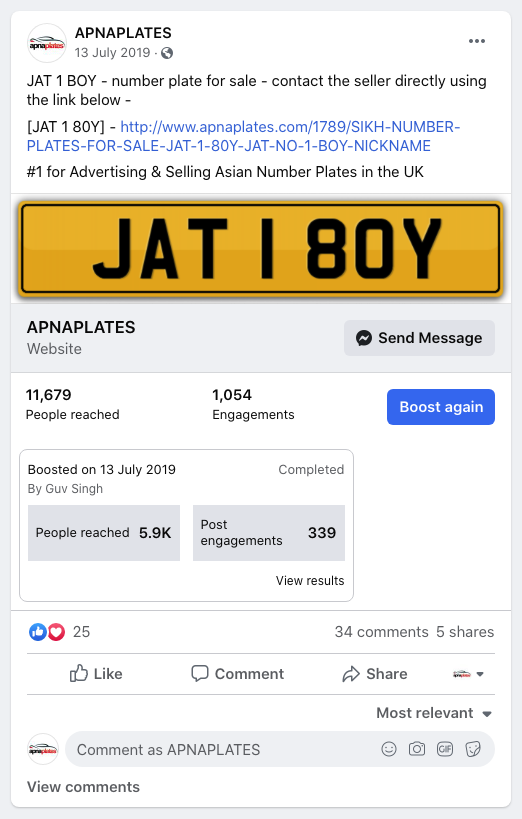 APNAPLATES
13 July 2019 ·
JAT 1 BOY - number plate for sale - contact the seller directly using
the link below -
[JAT 1 80Y] - http://www.apnaplates.com/1789/SIKH-NUMBER-
PLATES-FOR-SALE-JAT-1-80Y-JAT-NO-1-BOY-NICKNAME
#1 for Advertising & Selling Asian Number Plates in the UK
JAT 1 80Y
APNAPLATES
Website
Send Message
11,679
People reached
1,054
Engagements
Boost again
Boosted on 13 July 2019
Completed
By Guv Singh
People reached 5.9K
Post
engagements
339
View results
25
34 comments 5 shares
Like
Comment
Share
Most relevant
apnaplates
Comment as APNAPLATES
GIF
View comments